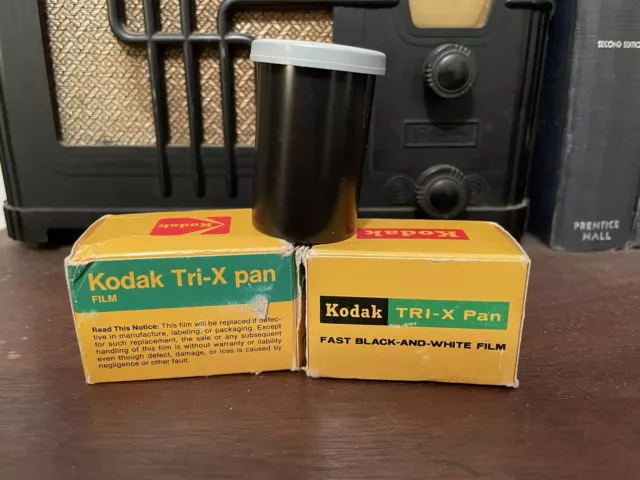 SECOND EDITION
PRENTICE
HALL
Kodak
Kodak Tri-X pan
FILM
Read This Notice: This film will be replaced if defec-
tive in manufacture, labeling, or packaging. Except
for such replacement, the sale or any subsequent
handling of this film is without warranty or liability
even though defect, damage, or loss is caused by
negligence or other fault.
Kodak
Kodak TRI-X Pan
FAST BLACK-AND-WHITE FILM